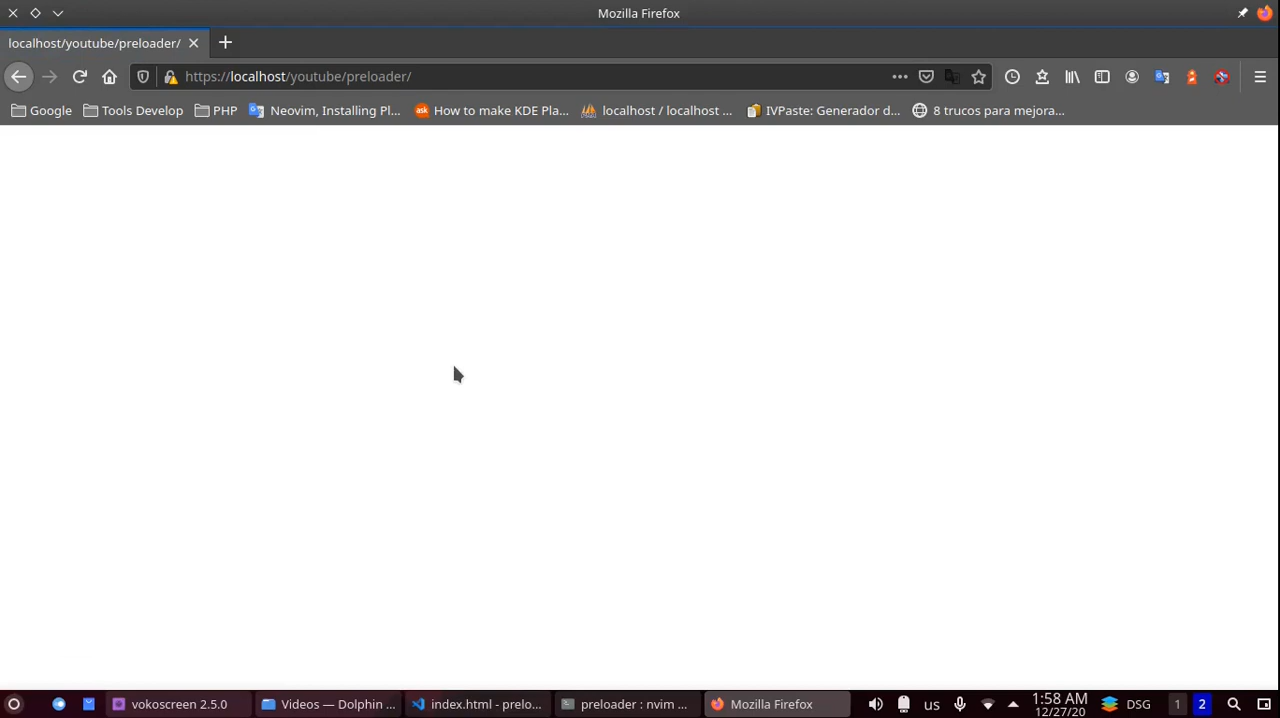 Mozilla Firefox
localhost/youtube/preloader/
https://localhost/youtube/preloader/
Google Tools Develop PHP Neovim, Installing Pl... How to make KDE Pla... localhost / localhost ... IVPaste: Generador d... 8 trucos para mejora...
vokoscreen 2.5.0 Videos — Dolphin ... index.html - prelo... preloader : nvim ... Mozilla Firefox us 1:58 AM DSG 1 2
12/27/20